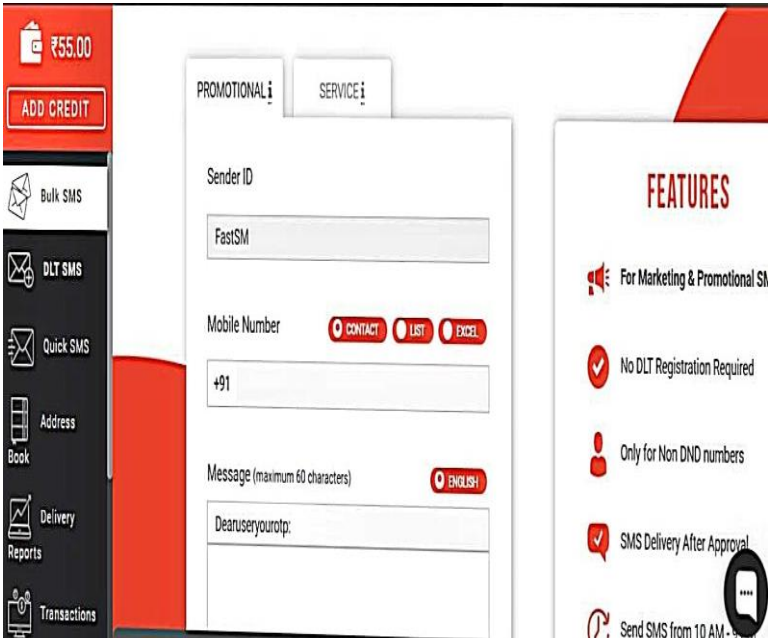 ₹55.00
ADD CREDIT
Bulk SMS
DLT SMS
Quick SMS
Address
Book
Delivery
Reports
Transactions
PROMOTIONAL i
SERVICE i
Sender ID
FastSM
Mobile Number
CONTACT
LIST
EXCEL
+91
Message (maximum 60 characters)
ENGLISH
Dearuseryourotp:
FEATURES
For Marketing & Promotional SM
No DLT Registration Required
Only for Non DND numbers
SMS Delivery After Approval
Send SMS from 10 AM -